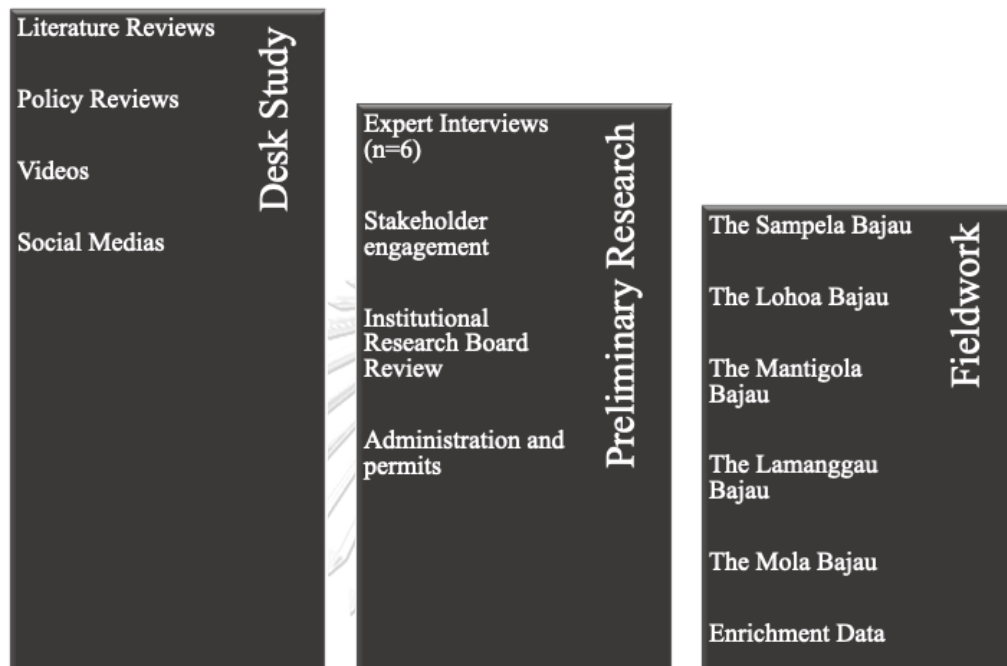 Desk Study
Literature Reviews
Policy Reviews
Videos
Social Medias
Preliminary Research
Expert Interviews
(n=6)
Stakeholder
engagement
Institutional
Research Board
Review
Administration and
permits
Fieldwork
The Sampela Bajau
The Lohoa Bajau
The Mantigola
Bajau
The Lamanggau
Bajau
The Mola Bajau
Enrichment Data